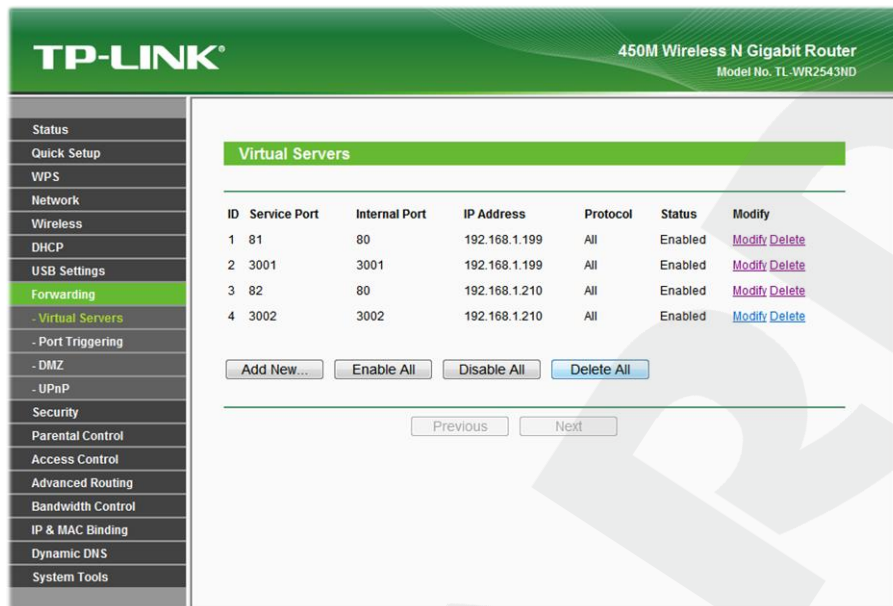 TP-LINK®
450M Wireless N Gigabit Router
Model No. TL-WR2543ND
Status
Quick Setup
WPS
Network
Wireless
DHCP
USB Settings
Forwarding
- Virtual Servers
- Port Triggering
- DMZ
- UPnP
Security
Parental Control
Access Control
Advanced Routing
Bandwidth Control
IP & MAC Binding
Dynamic DNS
System Tools
Virtual Servers
ID Service Port Internal Port IP Address Protocol Status Modify
1 81 80 192.168.1.199 All Enabled Modify Delete
2 3001 3001 192.168.1.199 All Enabled Modify Delete
3 82 80 192.168.1.210 All Enabled Modify Delete
4 3002 3002 192.168.1.210 All Enabled Modify Delete
Add New... Enable All Disable All Delete All
Previous Next